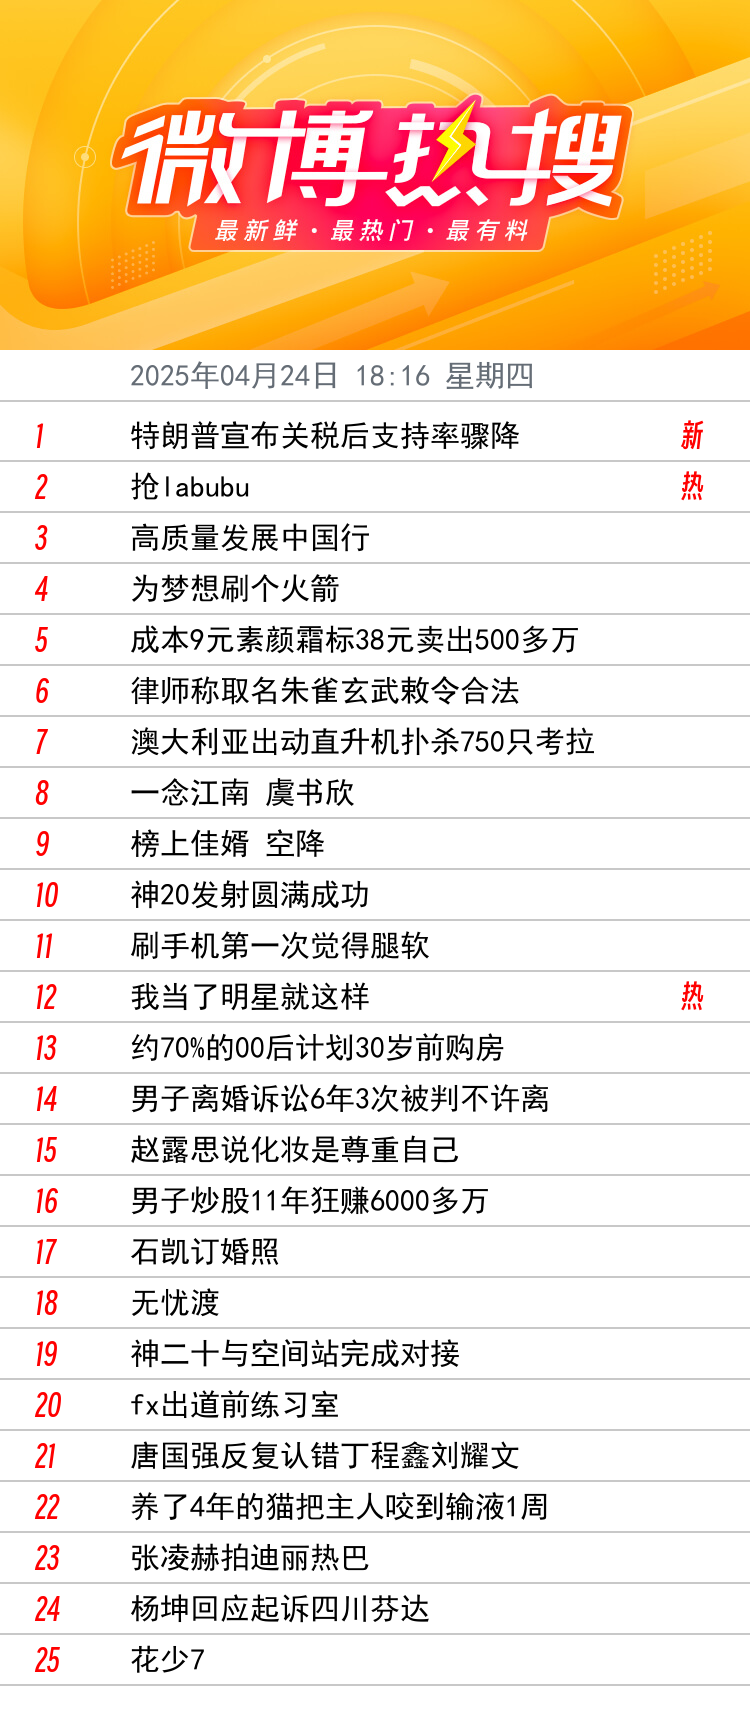 微博热搜
最新鲜·最热门·最有料
2025年04月24日 18:16 星期四
1 特朗普宣布关税后支持率骤降 新
2 抢labubu 热
3 高质量发展中国行
4 为梦想刷个火箭
5 成本9元素颜霜标38元卖出500多万
6 律师称取名朱雀玄武敕令合法
7 澳大利亚出动直升机扑杀750只考拉
8 一念江南 虞书欣
9 榜上佳婿 空降
10 神20发射圆满成功
11 刷手机第一次觉得腿软
12 我当了明星就这样 热
13 约70%的00后计划30岁前购房
14 男子离婚诉讼6年3次被判不许离
15 赵露思说化妆是尊重自己
16 男子炒股11年狂赚6000多万
17 石凯订婚照
18 无忧渡
19 神二十与空间站完成对接
20 fx出道前练习室
21 唐国强反复认错丁程鑫刘耀文
22 养了4年的猫把主人咬到输液1周
23 张凌赫拍迪丽热巴
24 杨坤回应起诉四川芬达
25 花少7